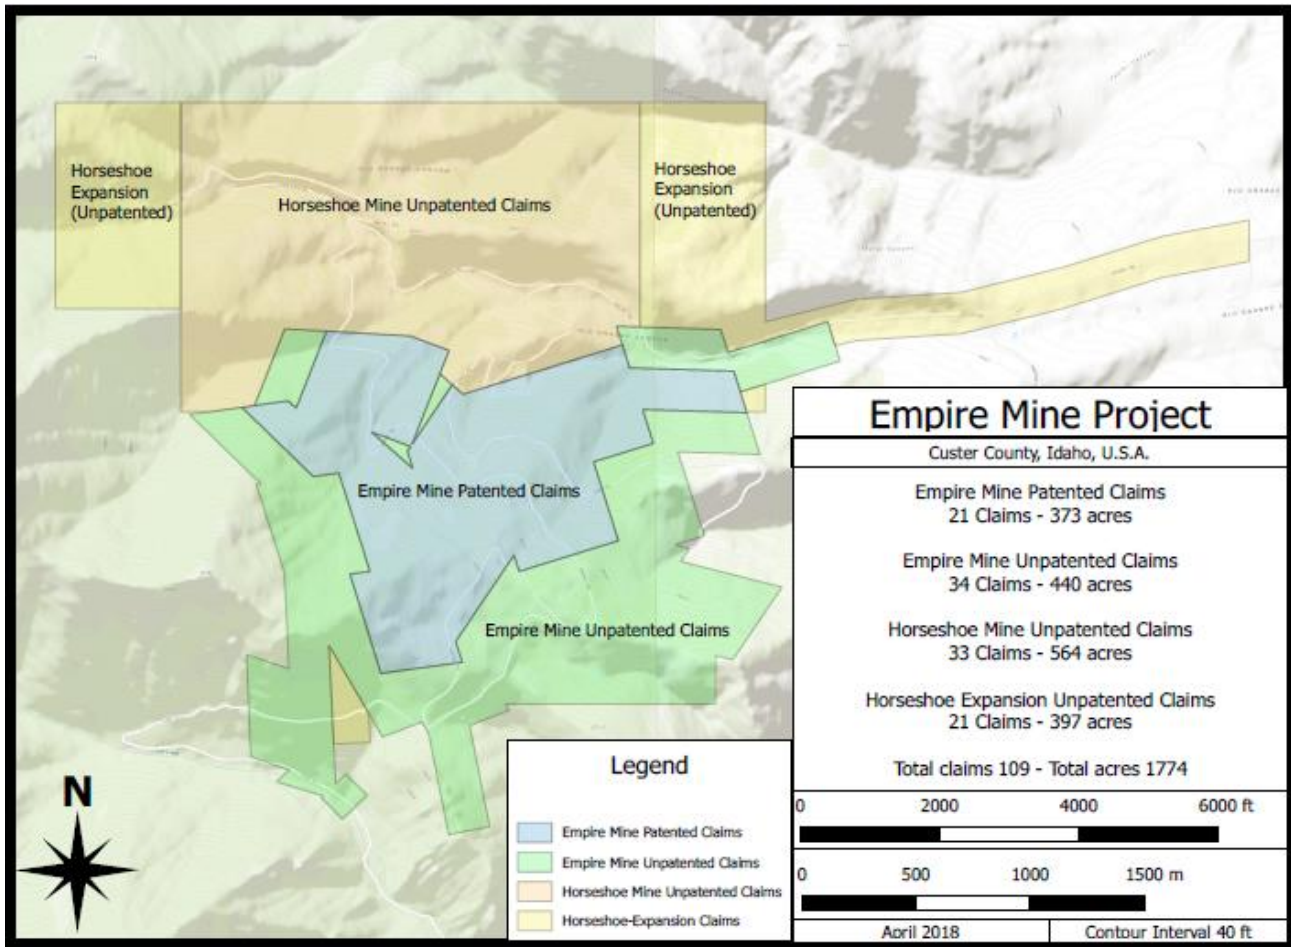 Horseshoe
Expansion
(Unpatented)
Horseshoe Mine Unpatented Claims
Horseshoe
Expansion
(Unpatented)
Empire Mine Patented Claims
Empire Mine Unpatented Claims
N
Legend
Empire Mine Patented Claims
Empire Mine Unpatented Claims
Horseshoe Mine Unpatented Claims
Horseshoe-Expansion Claims
Empire Mine Project
Custer County, Idaho, U.S.A.
Empire Mine Patented Claims
21 Claims - 373 acres
Empire Mine Unpatented Claims
34 Claims - 440 acres
Horseshoe Mine Unpatented Claims
33 Claims - 564 acres
Horseshoe Expansion Unpatented Claims
21 Claims - 397 acres
Total claims 109 - Total acres 1774
0 2000 4000 6000 ft
0 500 1000 1500 m
April 2018 Contour Interval 40 ft